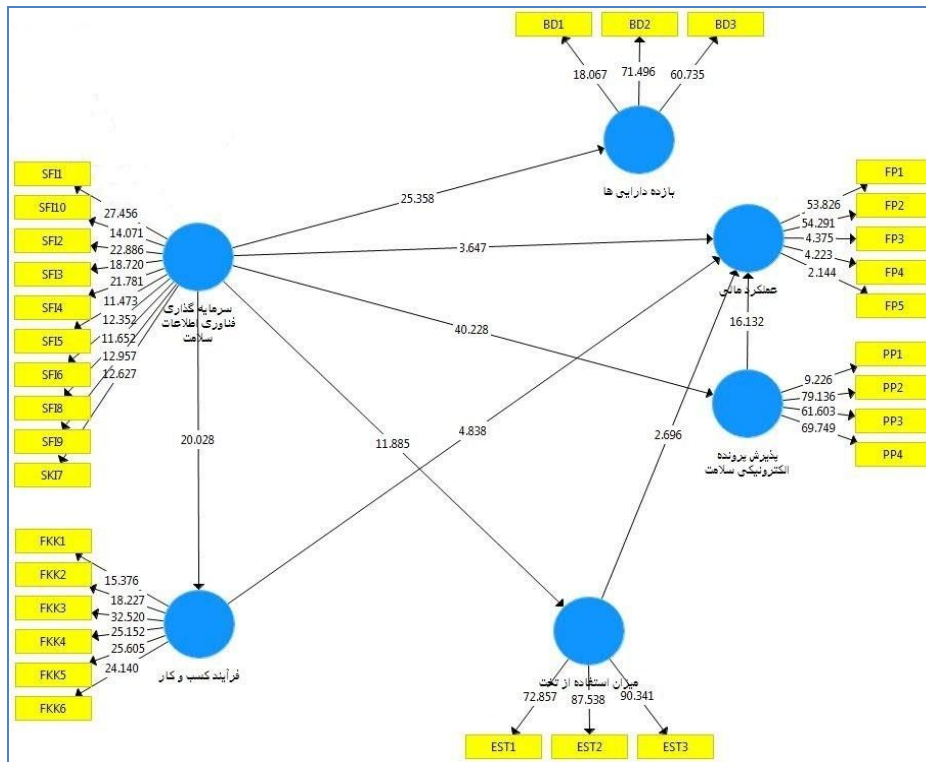 BD1
BD2
BD3
18.067
71.496
60.735
بازده دارایی ها
25.358
SFI1
SFI10
SFI2
SFI3
SFI4
SFI5
SFI6
SFI8
SFI9
SKI7
27.456
14.071
22.886
18.720
21.781
11.473
12.352
11.652
12.957
12.627
سرمایه گذاری
فناوری اطلاعات
سلامت
3.647
FP1
FP2
FP3
FP4
FP5
53.826
54.291
4.375
4.223
2.144
عملکرد مالی
40.228
16.132
PP1
PP2
PP3
PP4
9.226
79.136
61.603
69.749
پذیرش پرونده
الکترونیکی سلامت
20.028
11.885
4.838
2.696
FKK1
FKK2
FKK3
FKK4
FKK5
FKK6
15.376
18.227
32.520
25.152
25.605
24.140
فرآیند کسب و کار
میزان استفاده از تخت
72.857
87.538
90.341
EST1
EST2
EST3